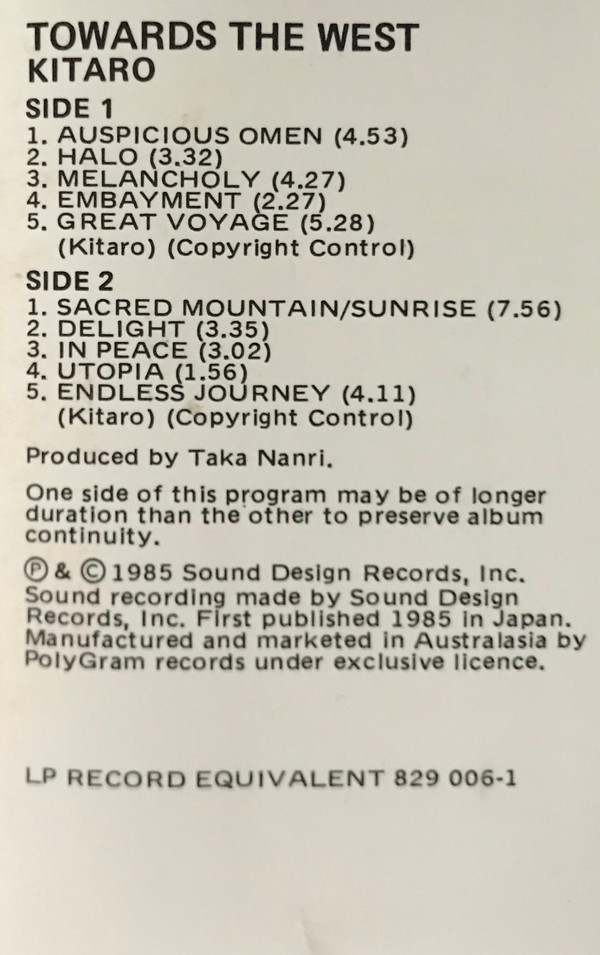 TOWARDS THE WEST
KITARO
SIDE 1
1. AUSPICIOUS OMEN (4.53)
2. HALO (3.32)
3. MELANCHOLY (4.27)
4. EMBAYMENT (2.27)
5. GREAT VOYAGE (5.28)
(Kitaro) (Copyright Control)
SIDE 2
1. SACRED MOUNTAIN/SUNRISE (7.56)
2. DELIGHT (3.35)
3. IN PEACE (3.02)
4. UTOPIA (1.56)
5. ENDLESS JOURNEY (4.11)
(Kitaro) (Copyright Control)
Produced by Taka Nanri.
One side of this program may be of longer
duration than the other to preserve album
continuity.
℗ & © 1985 Sound Design Records, Inc.
Sound recording made by Sound Design
Records, Inc. First published 1985 in Japan.
Manufactured and marketed in Australasia by
PolyGram records under exclusive licence.
LP RECORD EQUIVALENT 829 006-1